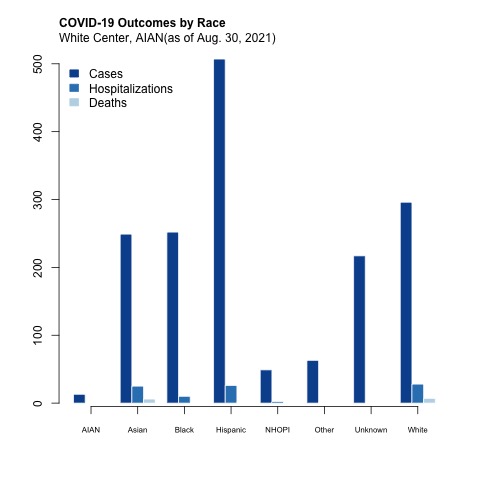 COVID-19 Outcomes by Race
White Center, AIAN(as of Aug. 30, 2021)
Cases
Hospitalizations
Deaths
500
400
300
200
100
0
AIAN Asian Black Hispanic NHOPI Other Unknown White